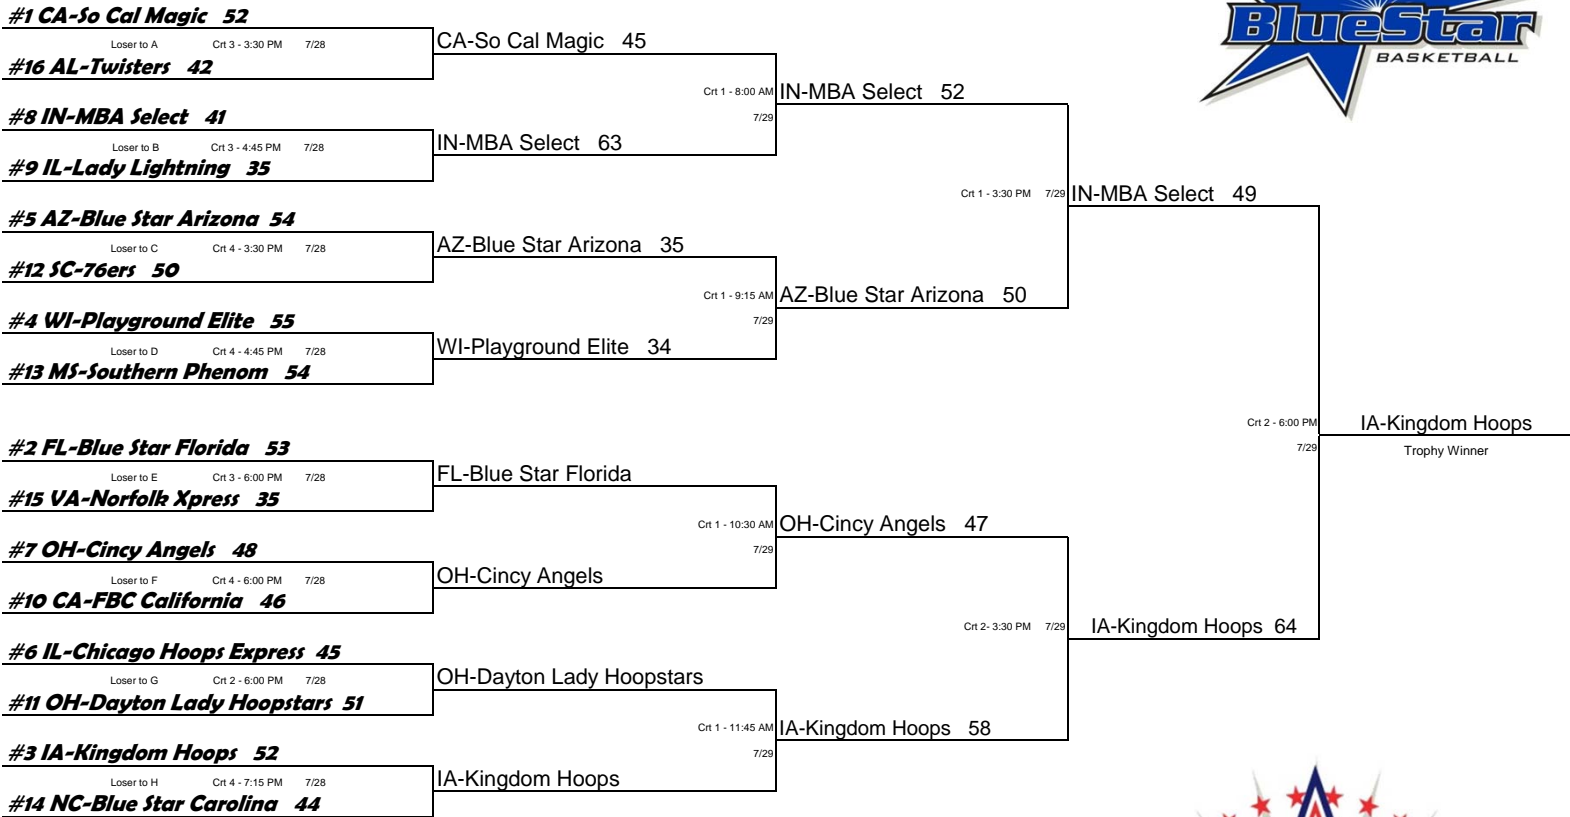 #1 CA-So Cal Magic 52
Loser to A Crt 3 - 3:30 PM 7/28
#16 AL-Twisters 42
#8 IN-MBA Select 41
Loser to B Crt 3 - 4:45 PM 7/28
#9 IL-Lady Lightning 35
#5 AZ-Blue Star Arizona 54
Loser to C Crt 4 - 3:30 PM 7/28
#12 SC-76ers 50
#4 WI-Playground Elite 55
Loser to D Crt 4 - 4:45 PM 7/28
#13 MS-Southern Phenom 54
#2 FL-Blue Star Florida 53
Loser to E Crt 3 - 6:00 PM 7/28
#15 VA-Norfolk Xpress 35
#7 OH-Cincy Angels 48
Loser to F Crt 4 - 6:00 PM 7/28
#10 CA-FBC California 46
#6 IL-Chicago Hoops Express 45
Loser to G Crt 2 - 6:00 PM 7/28
#11 OH-Dayton Lady Hoopstars 51
#3 IA-Kingdom Hoops 52
Loser to H Crt 4 - 7:15 PM 7/28
#14 NC-Blue Star Carolina 44
CA-So Cal Magic 45
Crt 1 - 8:00 AM
7/29
IN-MBA Select 63
AZ-Blue Star Arizona 35
Crt 1 - 9:15 AM
7/29
WI-Playground Elite 34
FL-Blue Star Florida
Crt 1 - 10:30 AM
7/29
OH-Cincy Angels
OH-Dayton Lady Hoopstars
Crt 1 - 11:45 AM
7/29
IA-Kingdom Hoops
IN-MBA Select 52
Crt 1 - 3:30 PM 7/29
AZ-Blue Star Arizona 50
OH-Cincy Angels 47
Crt 2- 3:30 PM 7/29
IA-Kingdom Hoops 58
IN-MBA Select 49
Crt 2 - 6:00 PM
7/29
IA-Kingdom Hoops 64
IA-Kingdom Hoops
Trophy Winner
BlueStar
BASKETBALL